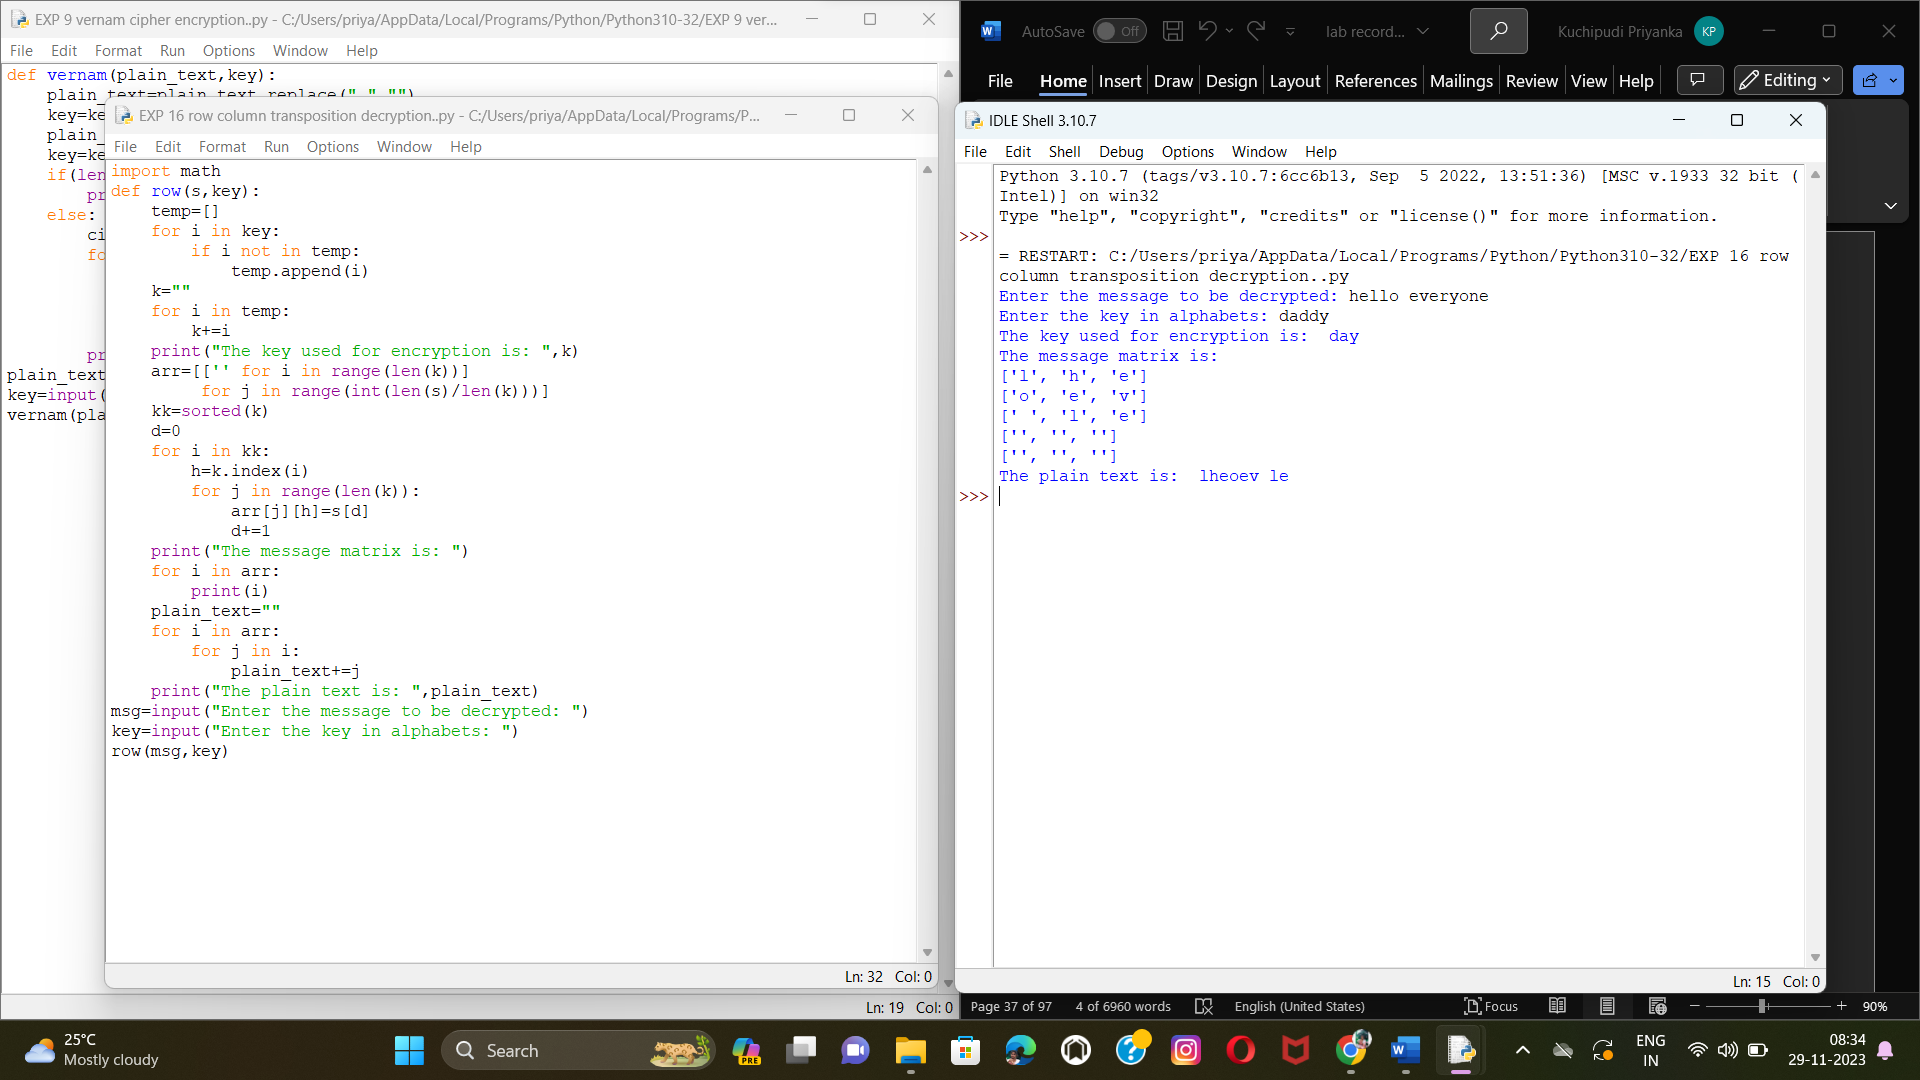 EXP 9 vernam cipher encryption..py - C:/Users/priya/AppData/Local/Programs/Python/Python310-32/EXP 9 ver...
File Edit Format Run Options Window Help
def vernam(plain_text,key):
plain_text=plain_text.replace(" ","")
key=ke
plain_
key=ke
if(len
pr
else:
ci
fo
pr
plain_text
key=input(
vernam(pla
Ln: 19 Col: 0
EXP 16 row column transposition decryption..py - C:/Users/priya/AppData/Local/Programs/P...
File Edit Format Run Options Window Help
import math
def row(s,key):
    temp=[]
    for i in key:
        if i not in temp:
            temp.append(i)
    k=""
    for i in temp:
        k+=i
    print("The key used for encryption is: ",k)
    arr=[['' for i in range(len(k))]
         for j in range(int(len(s)/len(k)))]
    kk=sorted(k)
    d=0
    for i in kk:
        h=k.index(i)
        for j in range(len(k)):
            arr[j][h]=s[d]
            d+=1
    print("The message matrix is: ")
    for i in arr:
        print(i)
    plain_text=""
    for i in arr:
        for j in i:
            plain_text+=j
    print("The plain text is: ",plain_text)
msg=input("Enter the message to be decrypted: ")
key=input("Enter the key in alphabets: ")
row(msg,key)
Ln: 32 Col: 0
AutoSave Off lab record... Kuchipudi Priyanka KP
File Home Insert Draw Design Layout References Mailings Review View Help Editing
IDLE Shell 3.10.7
File Edit Shell Debug Options Window Help
Python 3.10.7 (tags/v3.10.7:6cc6b13, Sep  5 2022, 13:51:36) [MSC v.1933 32 bit (
Intel)] on win32
Type "help", "copyright", "credits" or "license()" for more information.
>>>
= RESTART: C:/Users/priya/AppData/Local/Programs/Python/Python310-32/EXP 16 row
column transposition decryption..py
Enter the message to be decrypted: hello everyone
Enter the key in alphabets: daddy
The key used for encryption is:  day
The message matrix is:
['l', 'h', 'e']
['o', 'e', 'v']
[' ', 'l', 'e']
['', '', '']
['', '', '']
The plain text is:  lheoev le
>>>
Ln: 15 Col: 0
Page 37 of 97 4 of 6960 words English (United States) Focus 90%
25°C
Mostly cloudy
Search
PRE
ENG
IN
08:34
29-11-2023